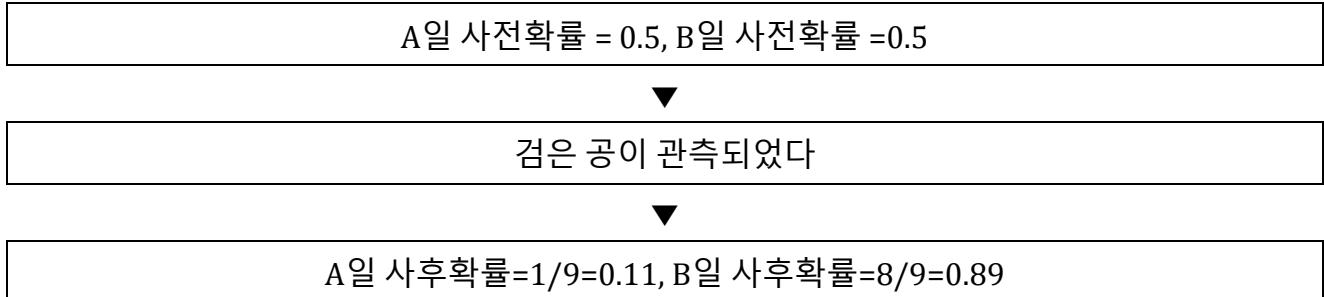 A일 사전확률 = 0.5, B일 사전확률 =0.5
▼
검은 공이 관측되었다
▼
A일 사후확률=1/9=0.11, B일 사후확률=8/9=0.89